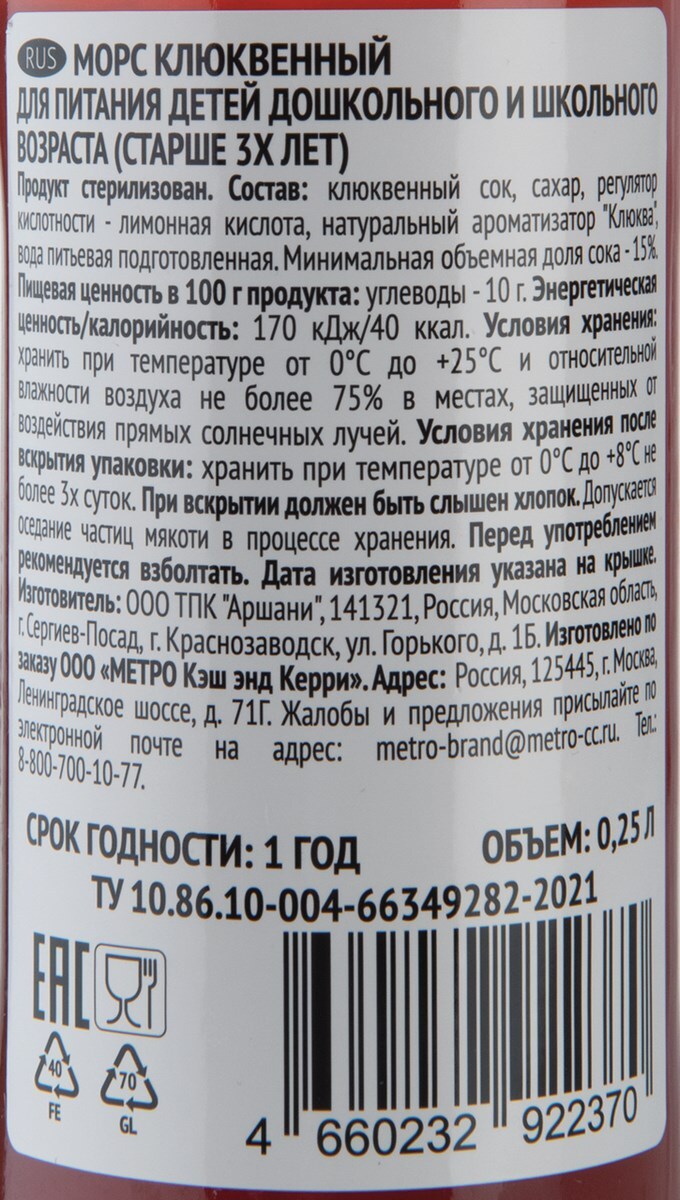 RUS МОРС КЛЮКВЕННЫЙ
ДЛЯ ПИТАНИЯ ДЕТЕЙ ДОШКОЛЬНОГО И ШКОЛЬНОГО
ВОЗРАСТА (СТАРШЕ 3Х ЛЕТ)
Продукт стерилизован. Состав: клюквенный сок, сахар, регулятор
кислотности - лимонная кислота, натуральный ароматизатор "Клюква",
вода питьевая подготовленная. Минимальная объемная доля сока - 15%.
Пищевая ценность в 100 г продукта: углеводы - 10 г. Энергетическая
ценность/калорийность: 170 кДж/40 ккал. Условия хранения:
хранить при температуре от 0°С до +25°С и относительной
влажности воздуха не более 75% в местах, защищенных от
воздействия прямых солнечных лучей. Условия хранения после
вскрытия упаковки: хранить при температуре от 0°С до +8°С не
более 3х суток. При вскрытии должен быть слышен хлопок. Допускается
оседание частиц мякоти в процессе хранения. Перед употреблением
рекомендуется взболтать. Дата изготовления указана на крышке.
Изготовитель: ООО ТПК "Аршани", 141321, Россия, Московская область,
г. Сергиев-Посад, г. Краснозаводск, ул. Горького, д. 1Б. Изготовлено по
заказу ООО «МЕТРО Кэш энд Керри». Адрес: Россия, 125445, г. Москва,
Ленинградское шоссе, д. 71Г. Жалобы и предложения присылайте по
электронной почте на адрес: metro-brand@metro-cc.ru. Тел.:
8-800-700-10-77.
СРОК ГОДНОСТИ: 1 ГОД ОБЪЕМ: 0,25 Л
ТУ 10.86.10-004-66349282-2021
EAC
40 70
FE GL
4 660232 922370